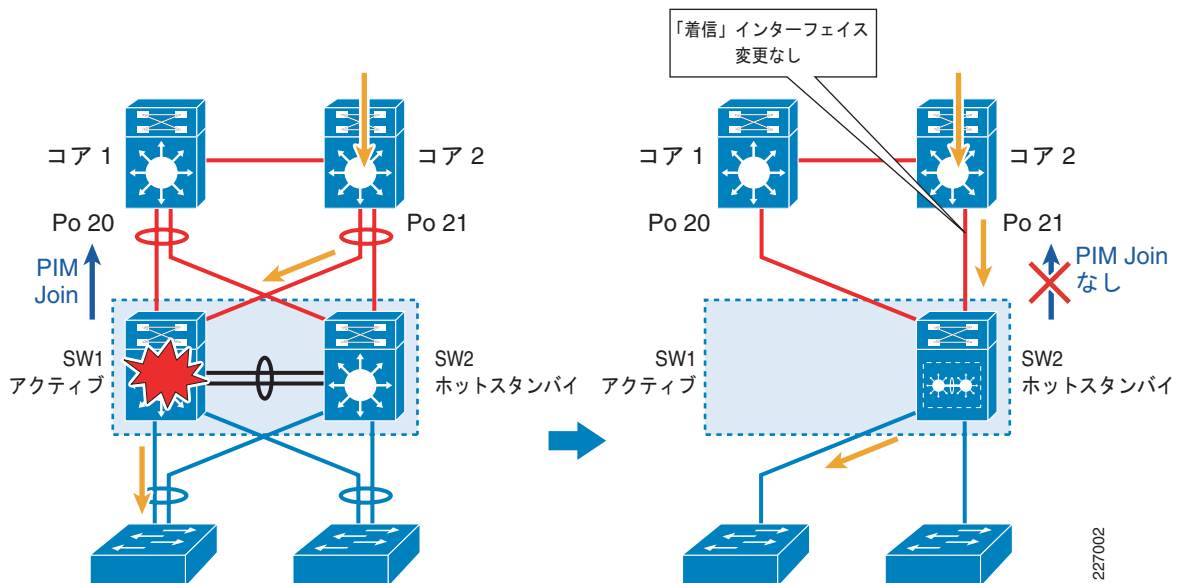 「着信」インターフェイス
変更なし
コア 1
コア 2
Po 20
Po 21
PIM
Join
SW1
アクティブ
SW2
ホットスタンバイ
コア 1
コア 2
Po 20
Po 21
PIM Join
なし
SW1
アクティブ
SW2
ホットスタンバイ
227002